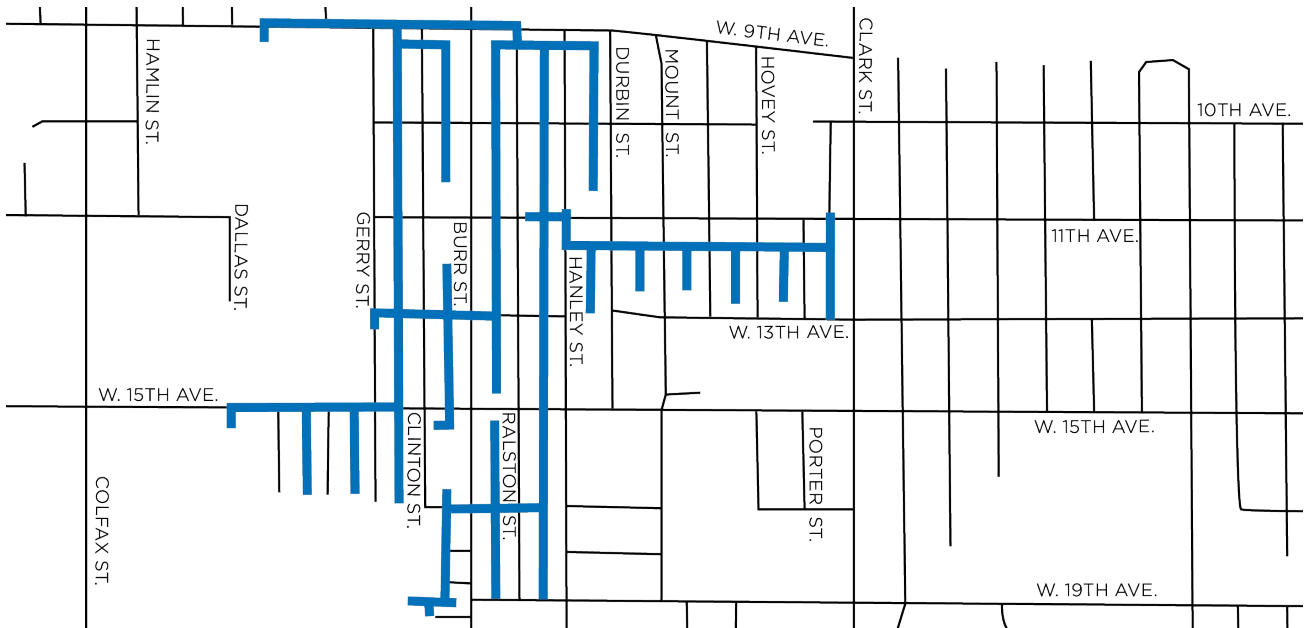 W. 9TH AVE.
CLARK ST.
HAMLIN ST.
DURBIN ST.
MOUNT ST.
HOVEY ST.
10TH AVE.
DALLAS ST.
GERRY ST.
BURR ST.
11TH AVE.
HANLEY ST.
W. 13TH AVE.
W. 15TH AVE.
CLINTON ST.
RALSTON ST.
PORTER ST.
W. 15TH AVE.
COLFAX ST.
W. 19TH AVE.